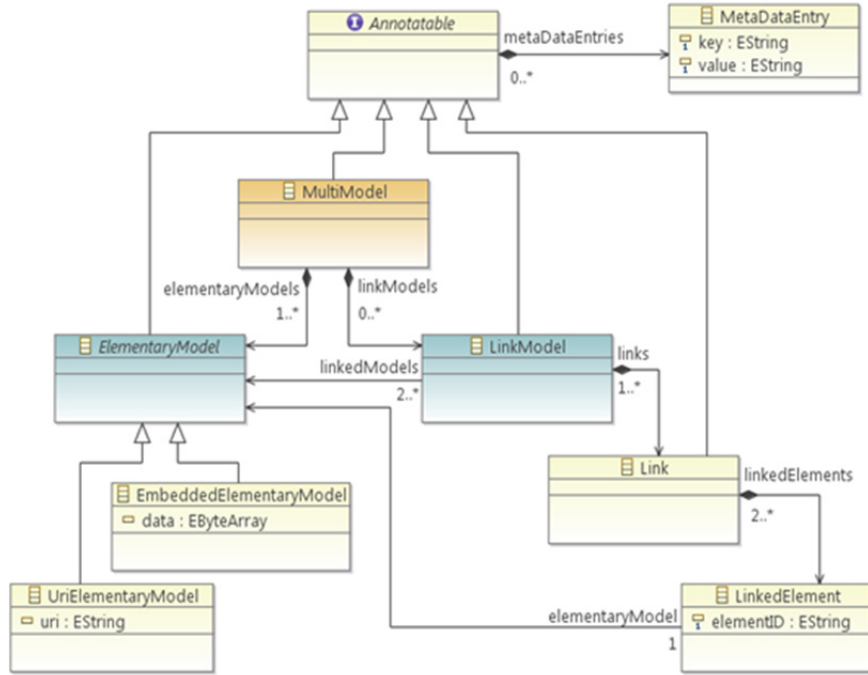 Annotatable
MetaDataEntry
key : EString
value : EString
metaDataEntries
0..*
MultiModel
elementaryModels
1..*
linkModels
0..*
ElementaryModel
LinkModel
linkedModels
2..*
links
1..*
Link
linkedElements
2..*
EmbeddedElementaryModel
data : EByteArray
UriElementaryModel
uri : EString
LinkedElement
elementID : EString
elementaryModel
1